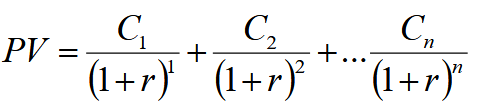 PV = C₁/(1+r)¹ + C₂/(1+r)² + ... Cₙ/(1+r)ⁿ